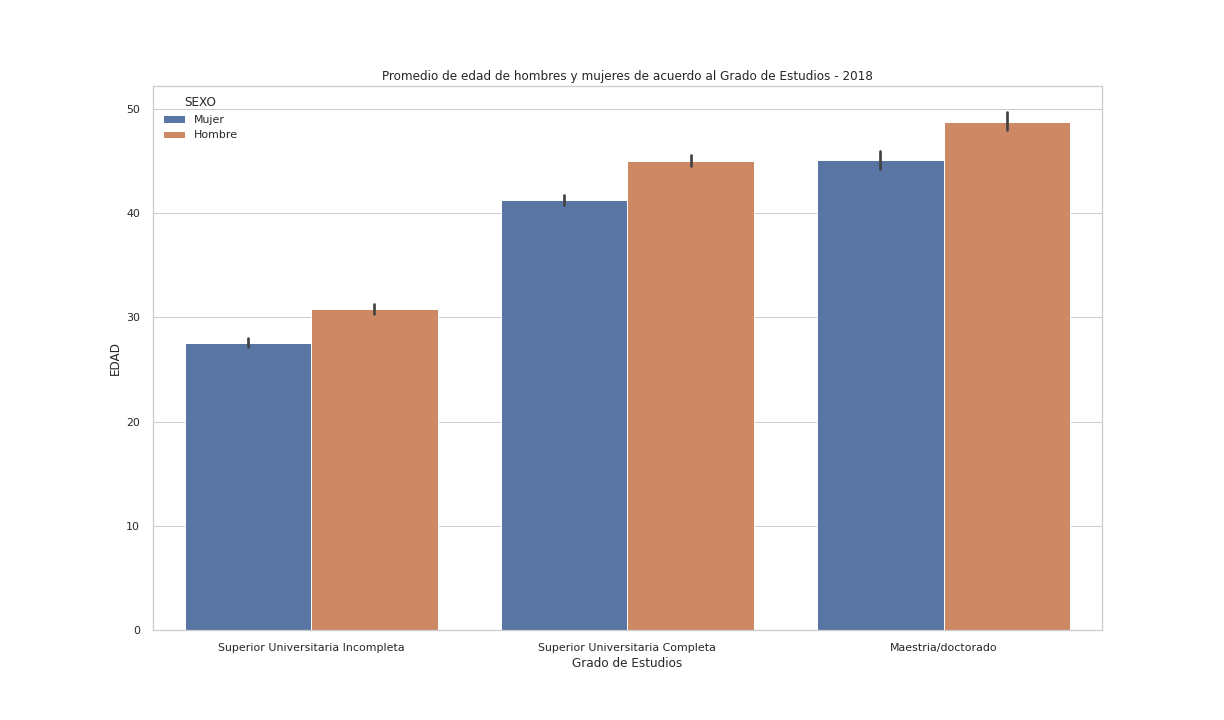 Promedio de edad de hombres y mujeres de acuerdo al Grado de Estudios - 2018
SEXO
Mujer
Hombre
50
40
30
20
10
0
EDAD
Superior Universitaria Incompleta
Superior Universitaria Completa
Maestria/doctorado
Grado de Estudios